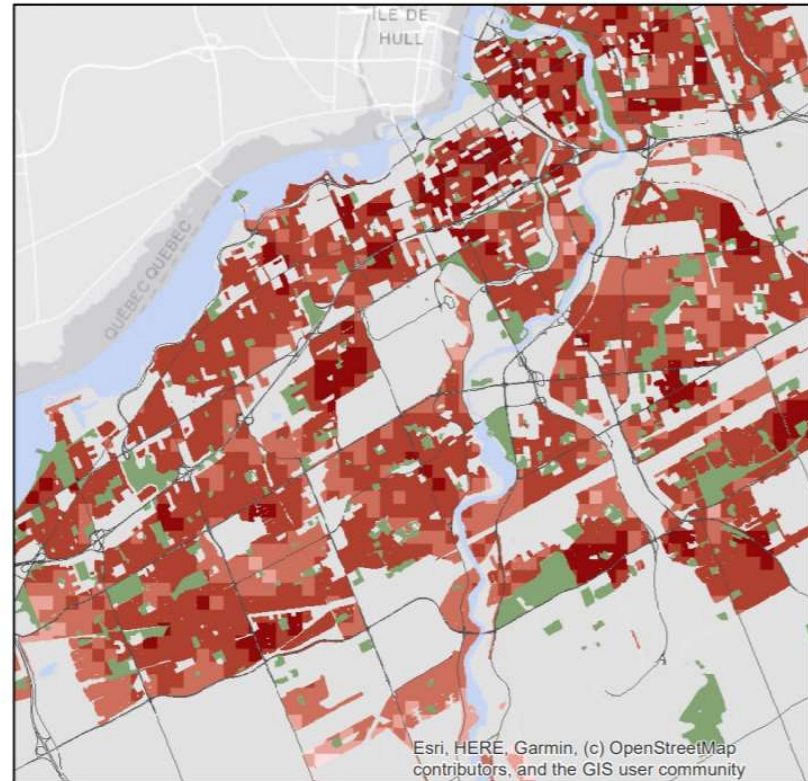 ÎLE DE
HULL
QUÉBEC QUEBEC
Esri, HERE, Garmin, (c) OpenStreetMap
contributors, and the GIS user community